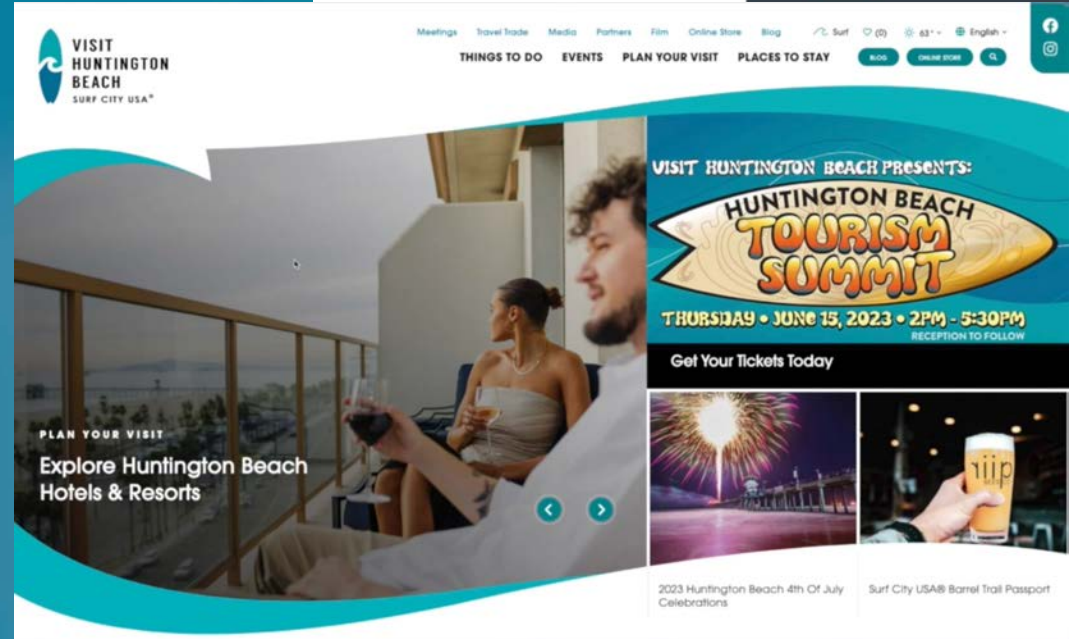 VISIT
HUNTINGTON
BEACH
SURF CITY USA®
Meetings Travel Trade Media Partners Film Online Store Blog Surf (0) 63° English
THINGS TO DO EVENTS PLAN YOUR VISIT PLACES TO STAY BLOG ONLINE STORE
VISIT HUNTINGTON BEACH PRESENTS:
HUNTINGTON BEACH
TOURISM
SUMMIT
THURSDAY • JUNE 15, 2023 • 2PM - 5:30PM
RECEPTION TO FOLLOW
Get Your Tickets Today
PLAN YOUR VISIT
Explore Huntington Beach
Hotels & Resorts
riip
2023 Huntington Beach 4th Of July
Celebrations
Surf City USA® Barrel Trail Passport